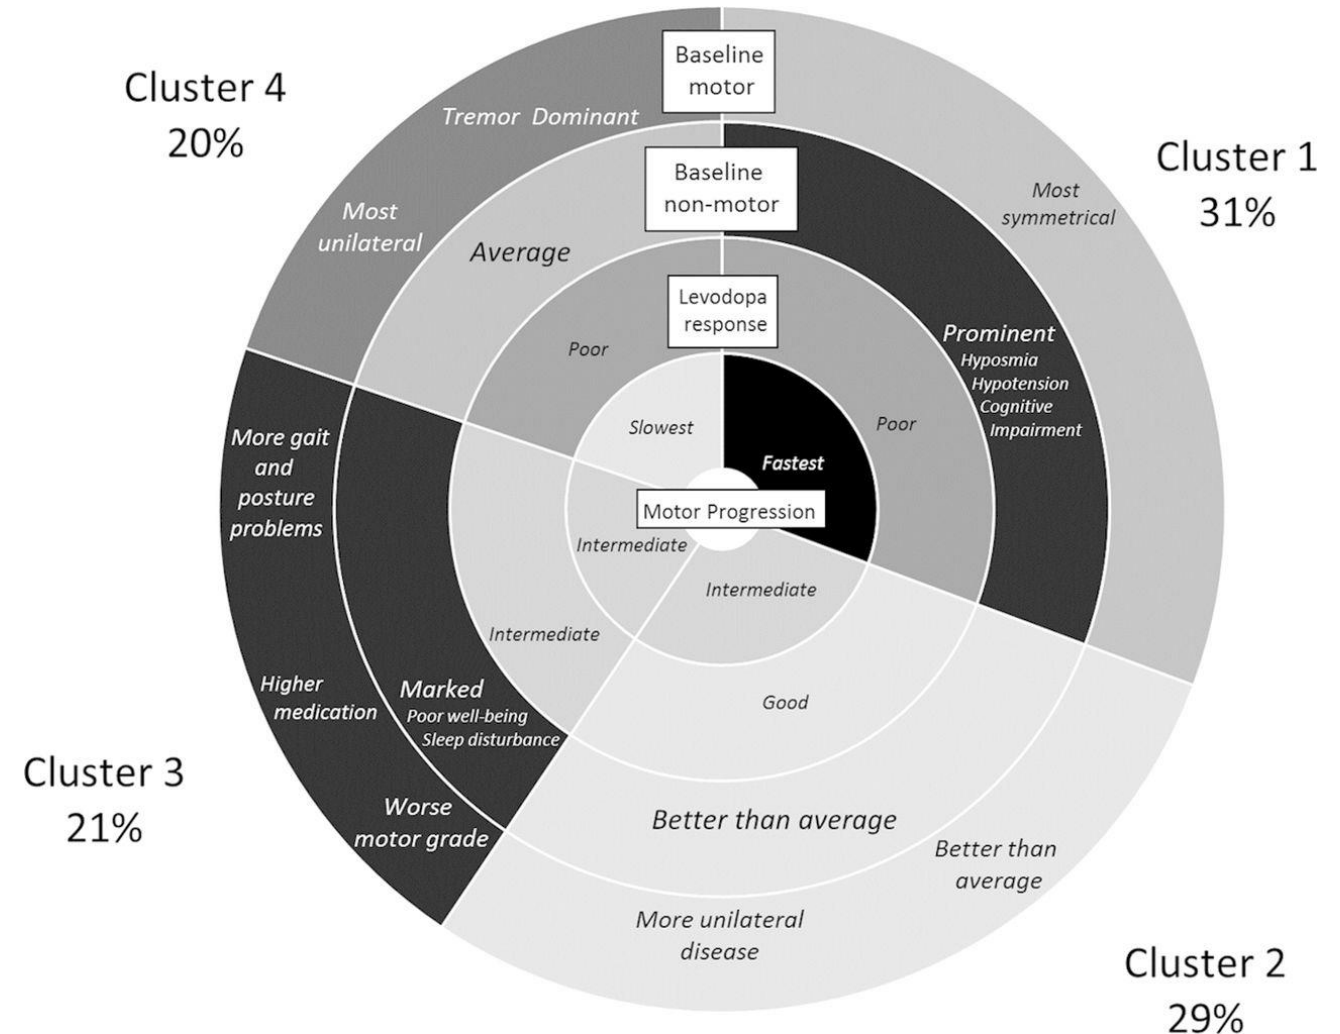 Cluster 4
20%
Cluster 1
31%
Cluster 3
21%
Cluster 2
29%
Baseline
motor
Baseline
non-motor
Levodopa
response
Motor Progression
Tremor Dominant
Most
unilateral
Average
Poor
Slowest
Most
symmetrical
Prominent
Hyposmia
Hypotension
Cognitive
Impairment
Poor
Fastest
More gait
and
posture
problems
Higher
medication
Worse
motor grade
Marked
Poor well-being
Sleep disturbance
Intermediate
Intermediate
Intermediate
Good
Better than average
Better than
average
More unilateral
disease